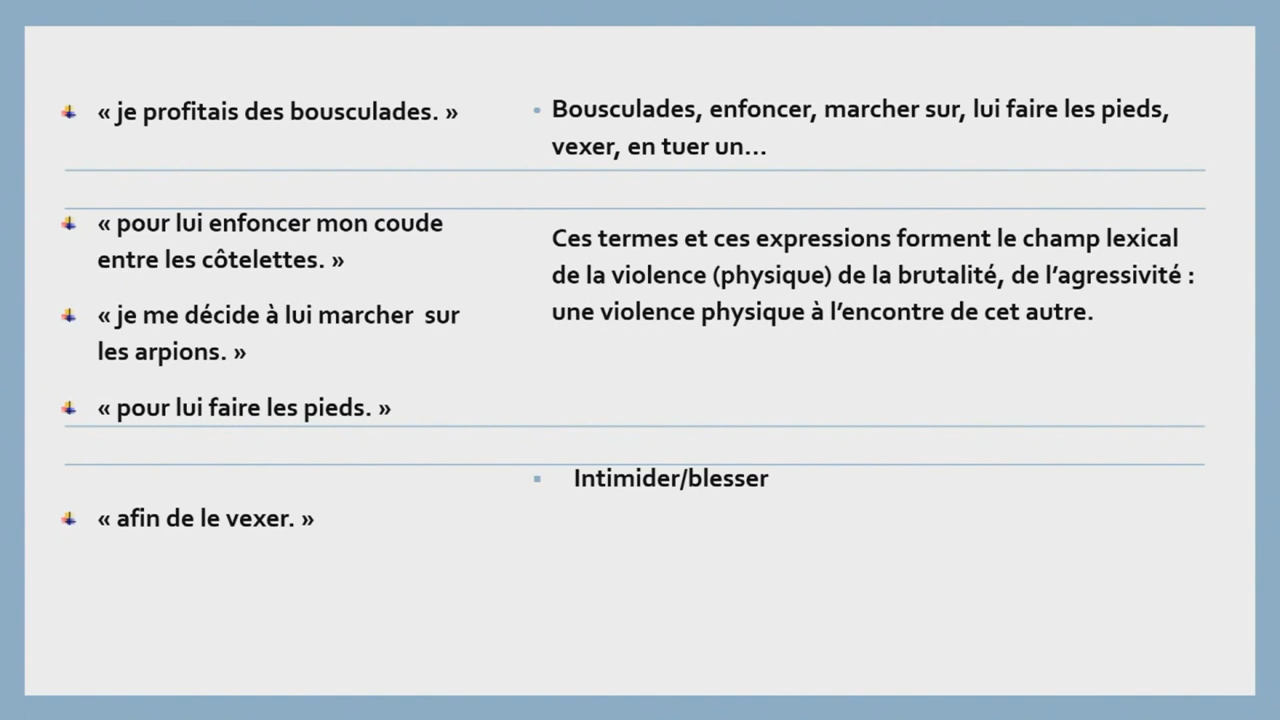 « je profitais des bousculades. »
Bousculades, enfoncer, marcher sur, lui faire les pieds,
vexer, en tuer un...
« pour lui enfoncer mon coude
entre les côtelettes. »
« je me décide à lui marcher  sur
les arpions. »
« pour lui faire les pieds. »
Ces termes et ces expressions forment le champ lexical
de la violence (physique) de la brutalité, de l’agressivité :
une violence physique à l’encontre de cet autre.
« afin de le vexer. »
Intimider/blesser